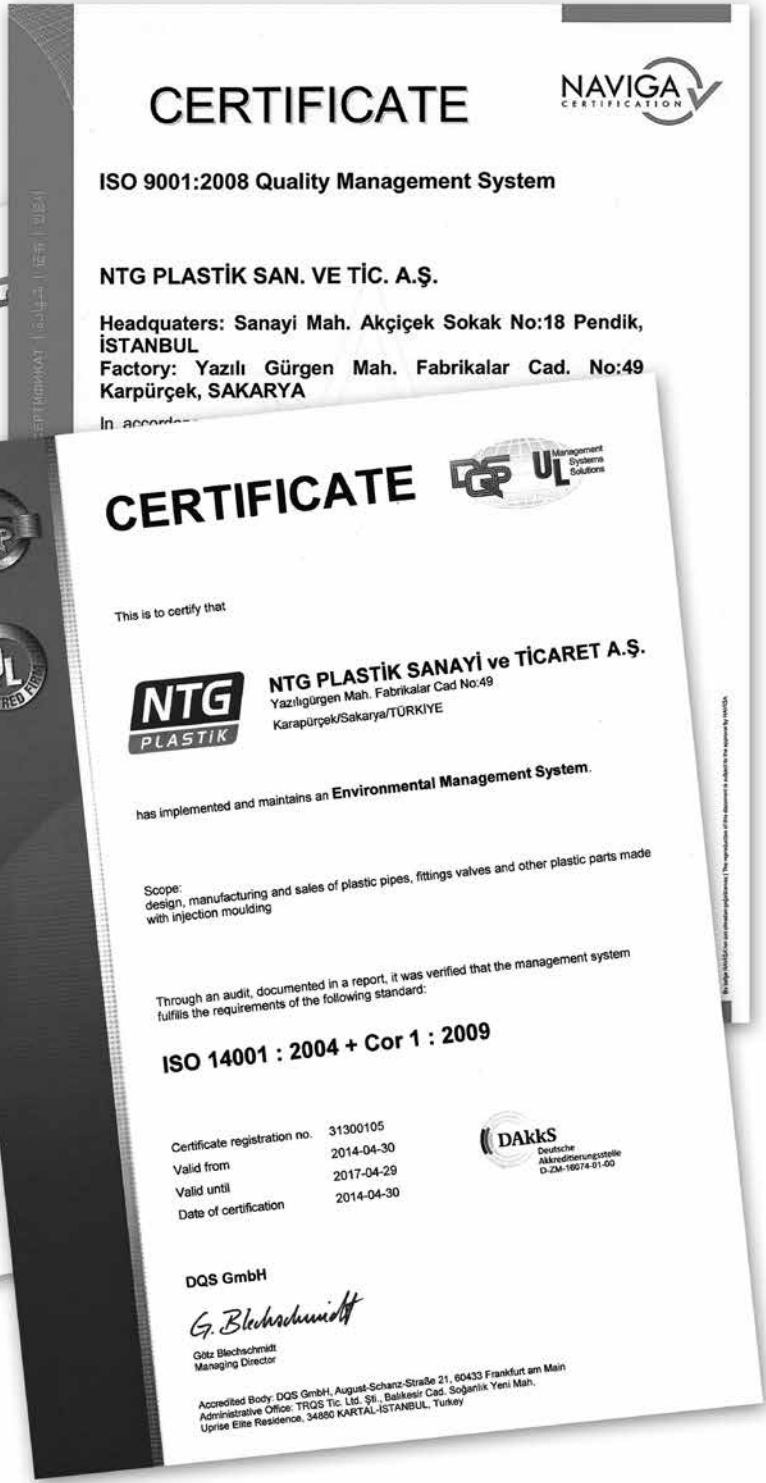 CERTIFICATE
NAVIGA
CERTIFICATION
ISO 9001:2008 Quality Management System
NTG PLASTİK SAN. VE TİC. A.Ş.
Headquaters: Sanayi Mah. Akçiçek Sokak No:18 Pendik,
İSTANBUL
Factory: Yazılı Gürgen Mah. Fabrikalar Cad. No:49
Karpürçek, SAKARYA
In
CERTIFICATE
DQS
UL Management
Systems
Solutions
This is to certify that
NTG
PLASTİK
NTG PLASTİK SANAYİ ve TİCARET A.Ş.
Yazılıgürgen Mah. Fabrikalar Cad No:49
Karapürçek/Sakarya/TÜRKIYE
has implemented and maintains an Environmental Management System.
Scope:
design, manufacturing and sales of plastic pipes, fittings valves and other plastic parts made
with injection moulding
Through an audit, documented in a report, it was verified that the management system
fulfills the requirements of the following standard:
ISO 14001 : 2004 + Cor 1 : 2009
Certificate registration no. 31300105
Valid from 2014-04-30
Valid until 2017-04-29
Date of certification 2014-04-30
DAkkS
Deutsche
Akkreditierungsstelle
D-ZM-16074-01-00
DQS GmbH
G. Blechschmidt
Götz Blechschmidt
Managing Director
Accredited Body: DQS GmbH, August-Schanz-Straße 21, 60433 Frankfurt am Main
Administrative Office: TRQS Tic. Ltd. Şti., Balıkesir Cad. Soğanlık Yeni Mah.
Uprise Elite Residence, 34880 KARTAL-İSTANBUL, Turkey